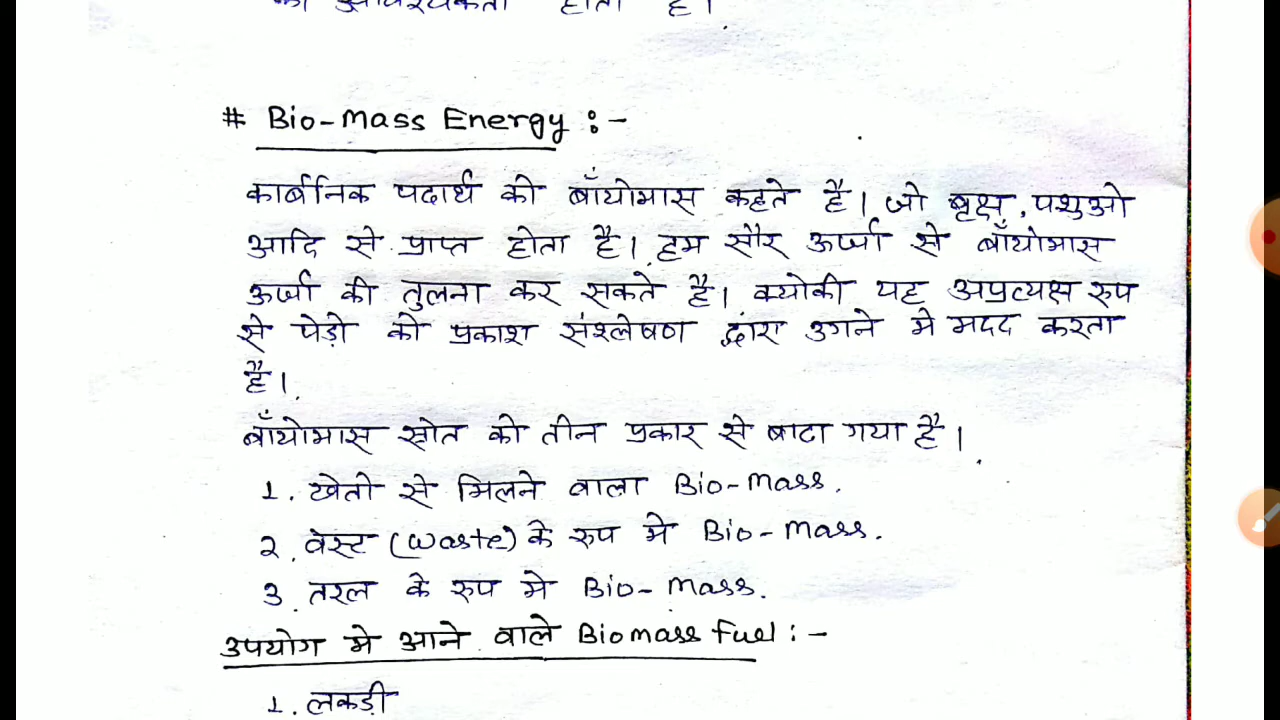 की आवश्यकता होती है।
# Bio-mass Energy :-
कार्बनिक पदार्थ को बाँयोमास कहते है। जो बृक्ष, पशुओ
आदि से प्राप्त होता है। हम सौर ऊर्जा से बाँयोमास
ऊर्जा की तुलना कर सकते है। क्योकी यह अप्रत्यक्ष रुप
से पेड़ो को प्रकाश संश्लेषण द्वारा उगने मे मदद करता
है।
बाँयोमास स्रोत को तीन प्रकार से बाटा गया है।
1. खेतो से मिलने वाला Bio-mass.
2. वेस्ट (waste) के रुप मे Bio-mass.
3. तरल के रुप मे Bio-mass.
उपयोग मे आने वाले Biomass fuel :-
1. लकड़ी